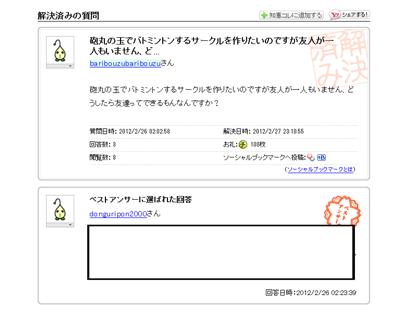 解決済みの質問
知恵コレに追加する
シェアする!
砲丸の玉でバトミントンするサークルを作りたいのですが友人が一
人もいません、ど...
baribouzubaribouzuさん
解決済み
砲丸の玉でバトミントンするサークルを作りたいのですが友人が一人もいません、ど
うしたら友達ってできるもんなんですか?
質問日時: 2012/2/26 02:02:58
解決日時: 2012/2/27 23:18:55
回答数: 3
お礼: 100枚
閲覧数: 8
ソーシャルブックマークへ投稿:
(ソーシャルブックマークとは)
ベストアンサーに選ばれた回答
ベストアンサー
donguripon2000さん
回答日時: 2012/2/26 02:23:39